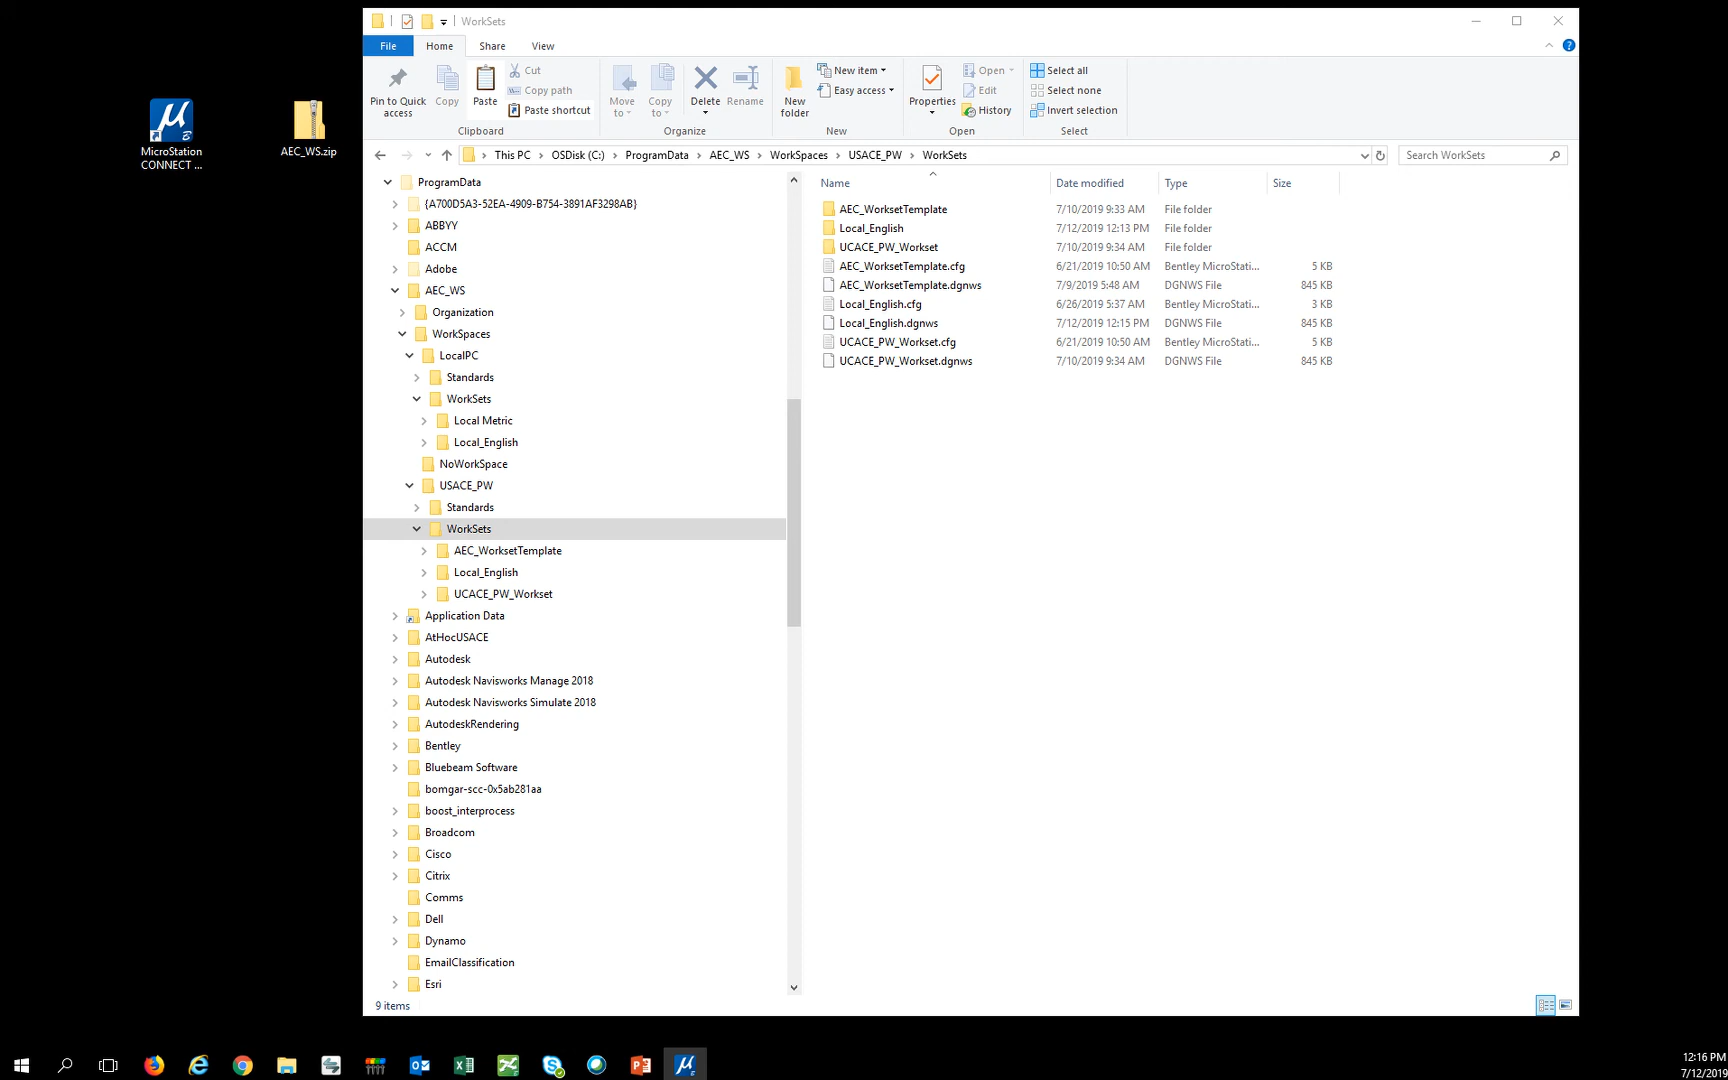 WorkSets
File Home Share View
Pin to Quick access
Copy
Paste
Cut
Copy path
Paste shortcut
Clipboard
Move to
Copy to
Delete
Rename
Organize
New folder
New item
Easy access
New
Properties
Open
Edit
History
Open
Select all
Select none
Invert selection
Select
This PC > OSDisk (C:) > ProgramData > AEC_WS > WorkSpaces > USACE_PW > WorkSets
Search WorkSets
MicroStation CONNECT ...
AEC_WS.zip
ProgramData
{A700D5A3-52EA-4909-B754-3891AF3298AB}
ABBYY
ACCM
Adobe
AEC_WS
Organization
WorkSpaces
LocalPC
Standards
WorkSets
Local Metric
Local_English
NoWorkSpace
USACE_PW
Standards
WorkSets
AEC_WorksetTemplate
Local_English
UCACE_PW_Workset
Application Data
AtHocUSACE
Autodesk
Autodesk Navisworks Manage 2018
Autodesk Navisworks Simulate 2018
AutodeskRendering
Bentley
Bluebeam Software
bomgar-scc-0x5ab281aa
boost_interprocess
Broadcom
Cisco
Citrix
Comms
Dell
Dynamo
EmailClassification
Esri
Name Date modified Type Size
AEC_WorksetTemplate 7/10/2019 9:33 AM File folder
Local_English 7/12/2019 12:13 PM File folder
UCACE_PW_Workset 7/10/2019 9:34 AM File folder
AEC_WorksetTemplate.cfg 6/21/2019 10:50 AM Bentley MicroStati... 5 KB
AEC_WorksetTemplate.dgnws 7/9/2019 5:48 AM DGNWS File 845 KB
Local_English.cfg 6/26/2019 5:37 AM Bentley MicroStati... 3 KB
Local_English.dgnws 7/12/2019 12:15 PM DGNWS File 845 KB
UCACE_PW_Workset.cfg 6/21/2019 10:50 AM Bentley MicroStati... 5 KB
UCACE_PW_Workset.dgnws 7/10/2019 9:34 AM DGNWS File 845 KB
9 items
12:16 PM
7/12/2019